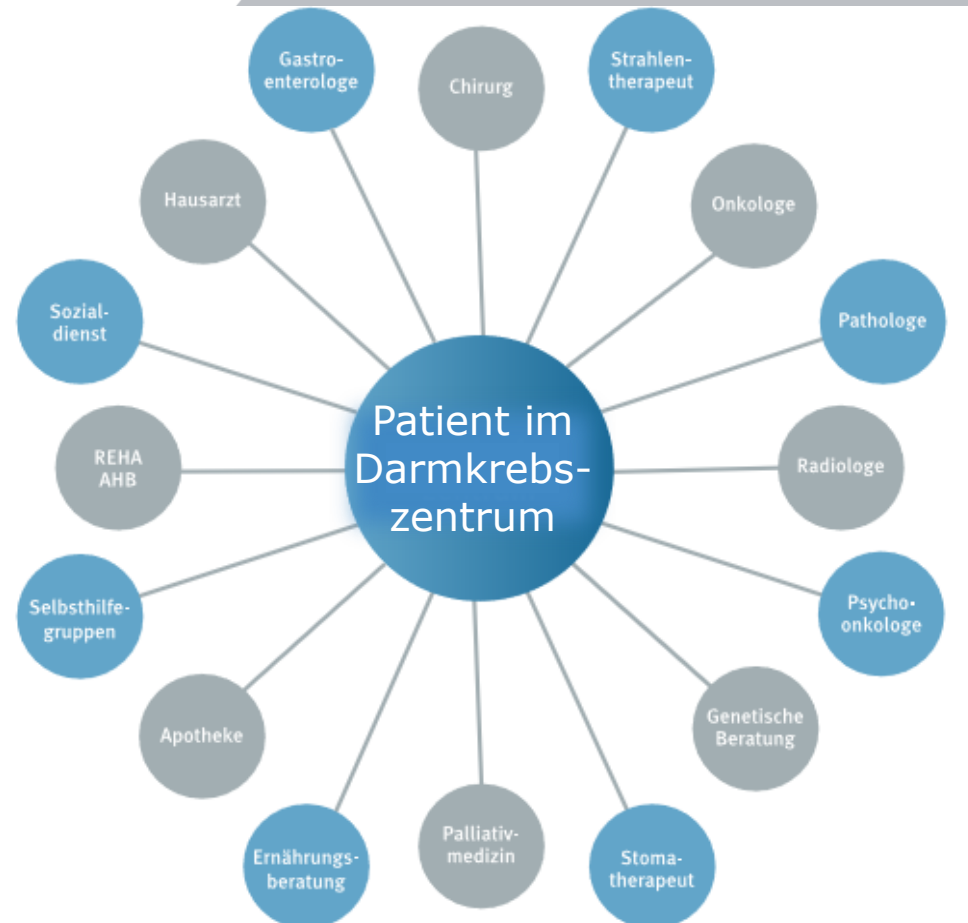 Gastro-
enterologe
Chirurg
Strahlen-
therapeut
Hausarzt
Onkologe
Sozial-
dienst
Pathologe
Patient im
Darmkrebs-
zentrum
REHA
AHB
Radiologe
Selbsthilfe-
gruppen
Psycho-
onkologe
Apotheke
Genetische
Beratung
Ernährungs-
beratung
Palliativ-
medizin
Stoma-
therapeut